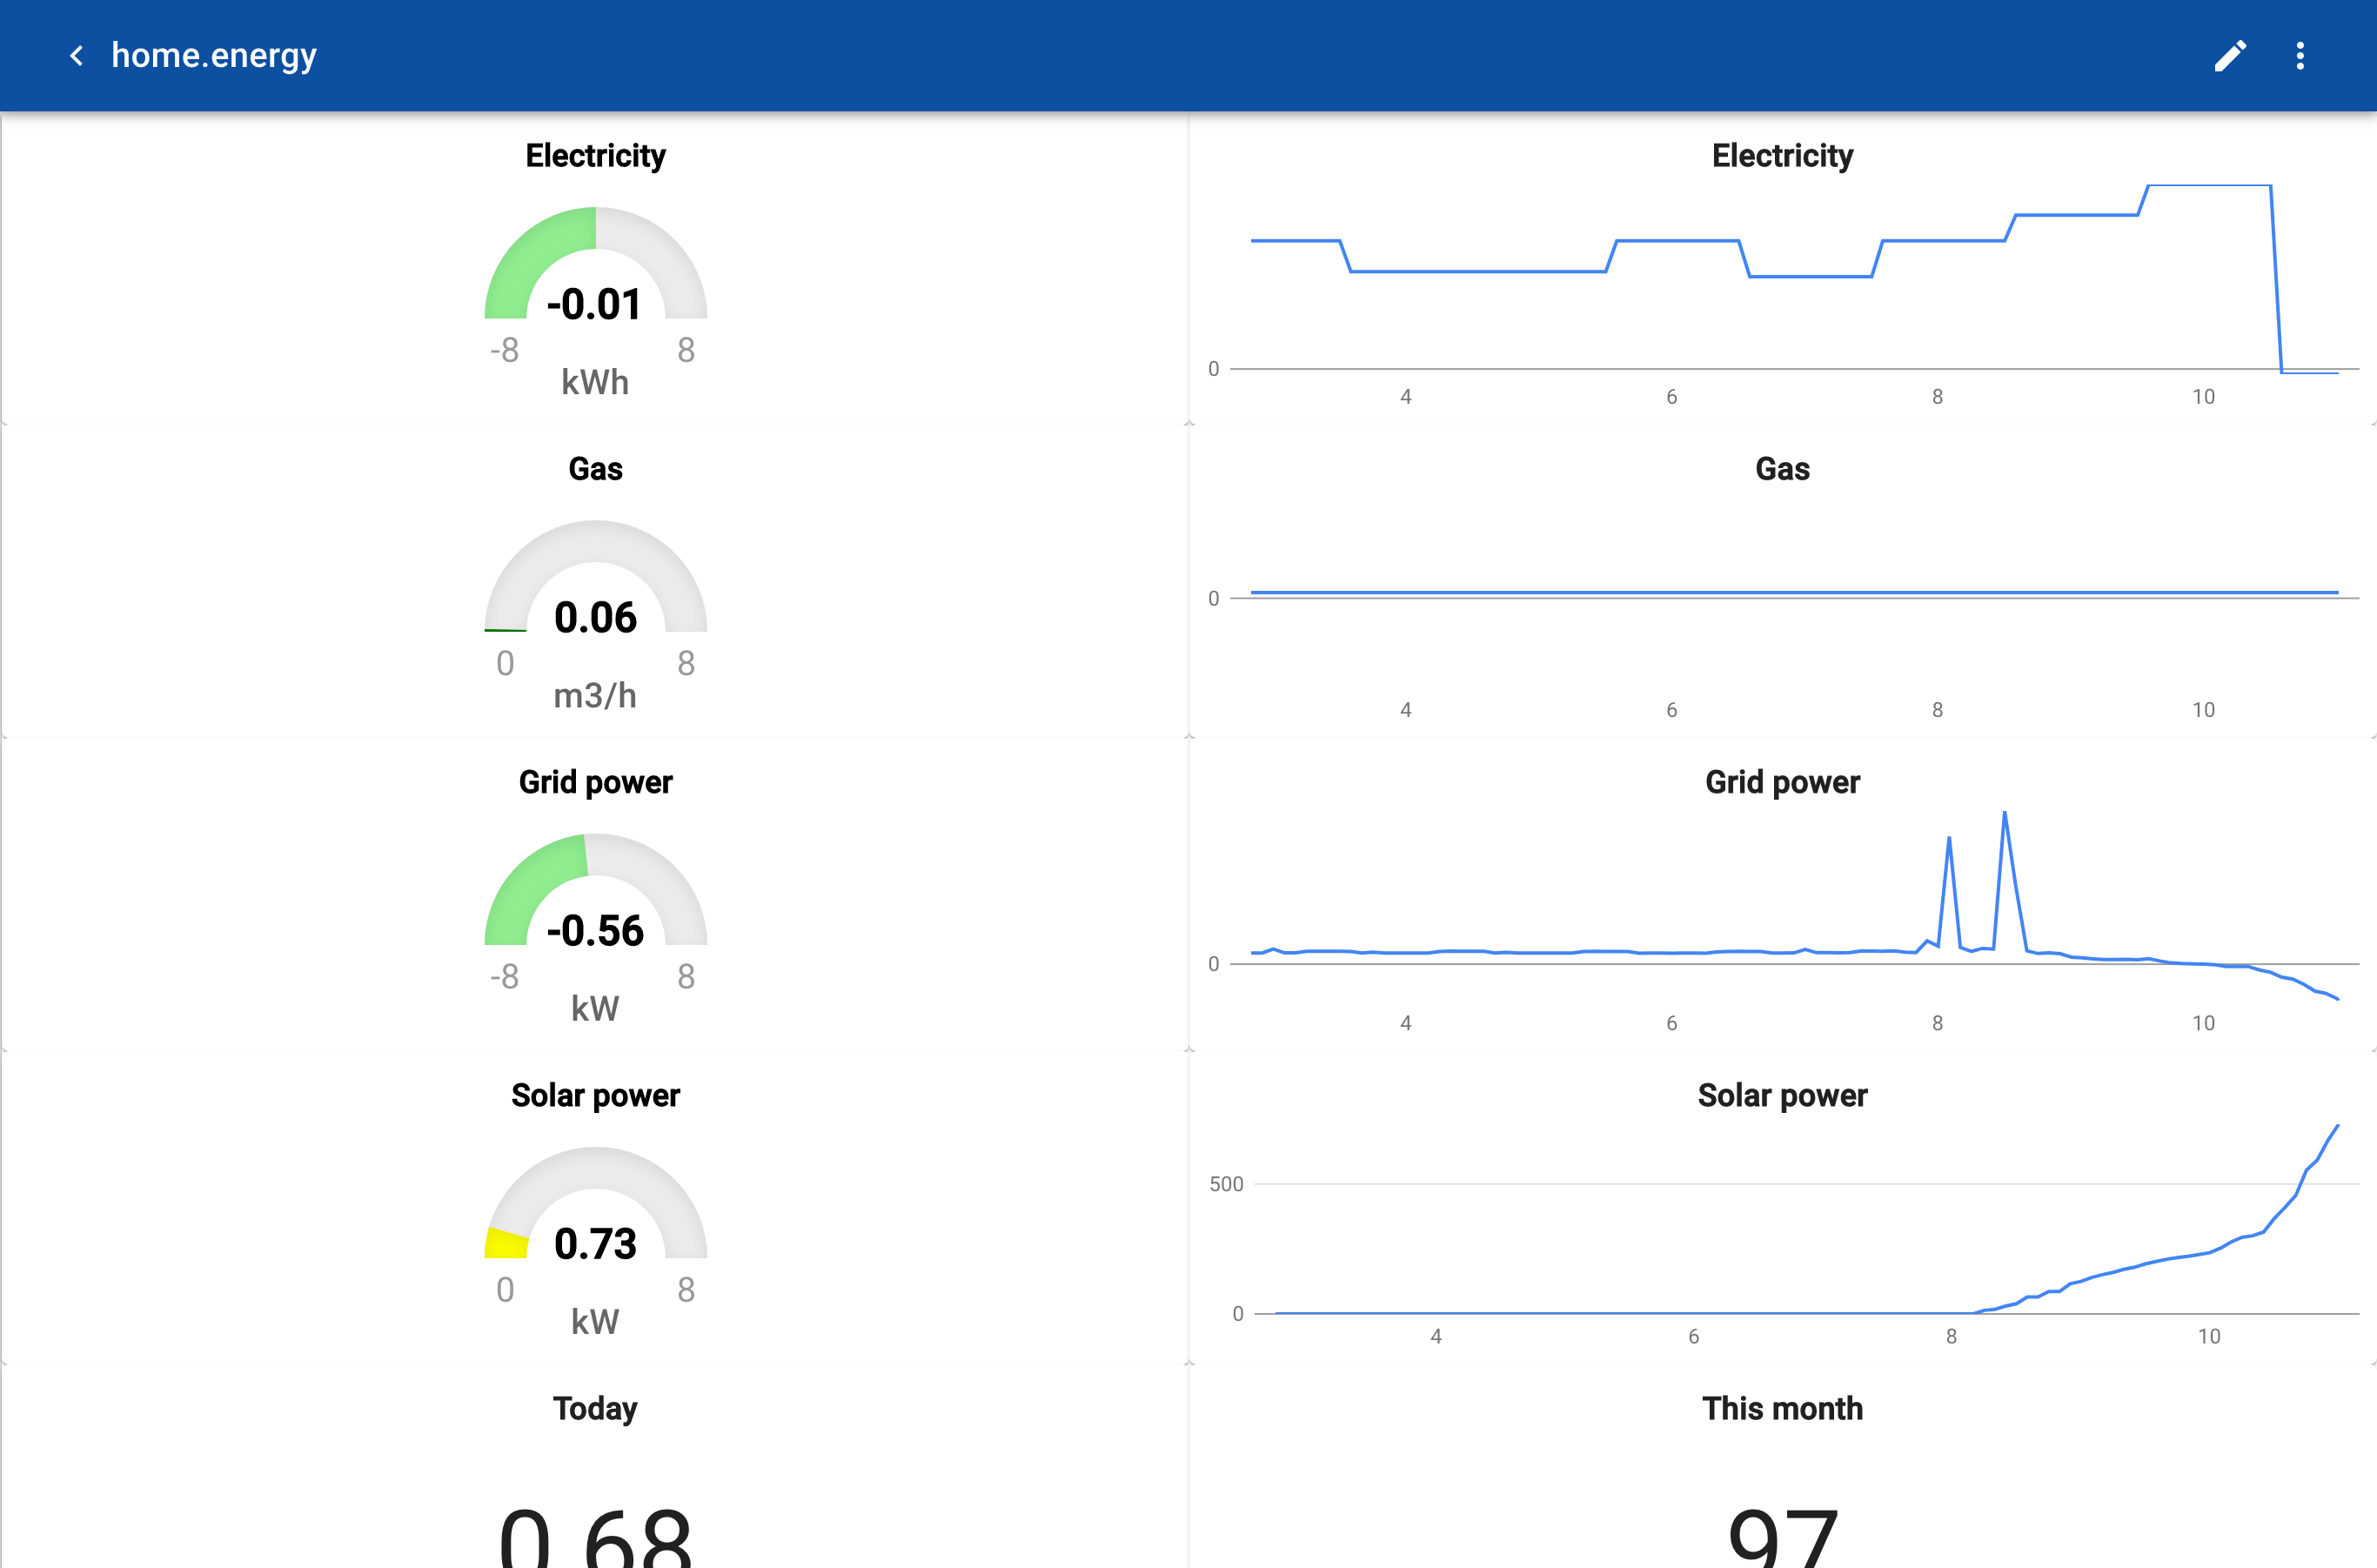 home.energy
Electricity
-0.01
-8 8
kWh
Electricity
0
4 6 8 10
Gas
0.06
0 8
m3/h
Gas
0
4 6 8 10
Grid power
-0.56
-8 8
kW
Grid power
0
4 6 8 10
Solar power
0.73
0 8
kW
Solar power
500
0
4 6 8 10
Today
0.68
This month
97